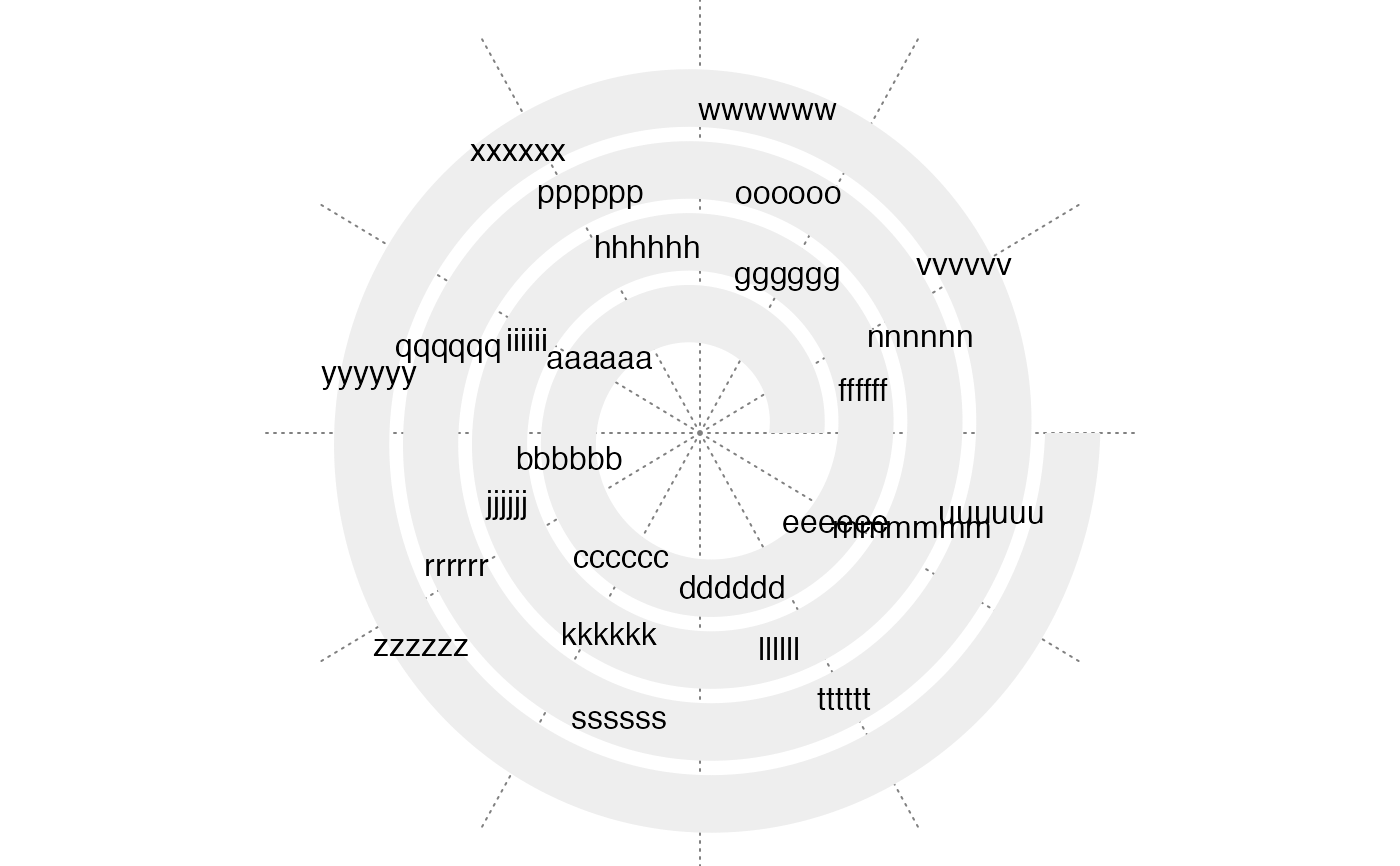 wwwwww
xxxxxx
pppppp
oooooo
hhhhhh
gggggg
vvvvvv
nnnnnn
iiiiii
qqqqqq
aaaaaa
yyyyyy
ffffff
bbbbbb
jjjjjj
uuuuuu
eeeeee
mmmmmm
cccccc
rrrrrr
dddddd
kkkkkk
zzzzzz
llllll
tttttt
ssssss